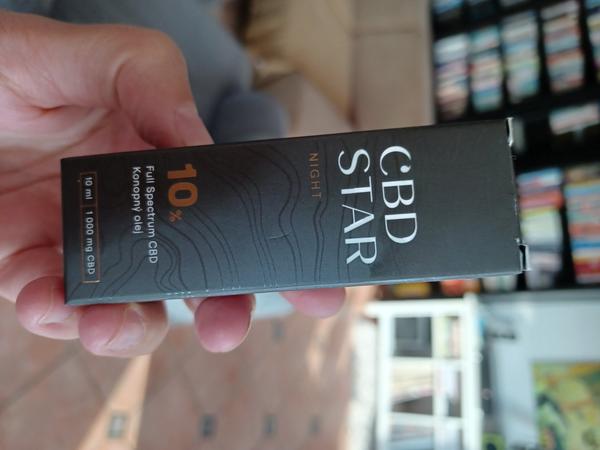 CBD
STAR
NIGHT
10%
Full Spectrum CBD
Konopný olej
10 ml
1 000 mg CBD